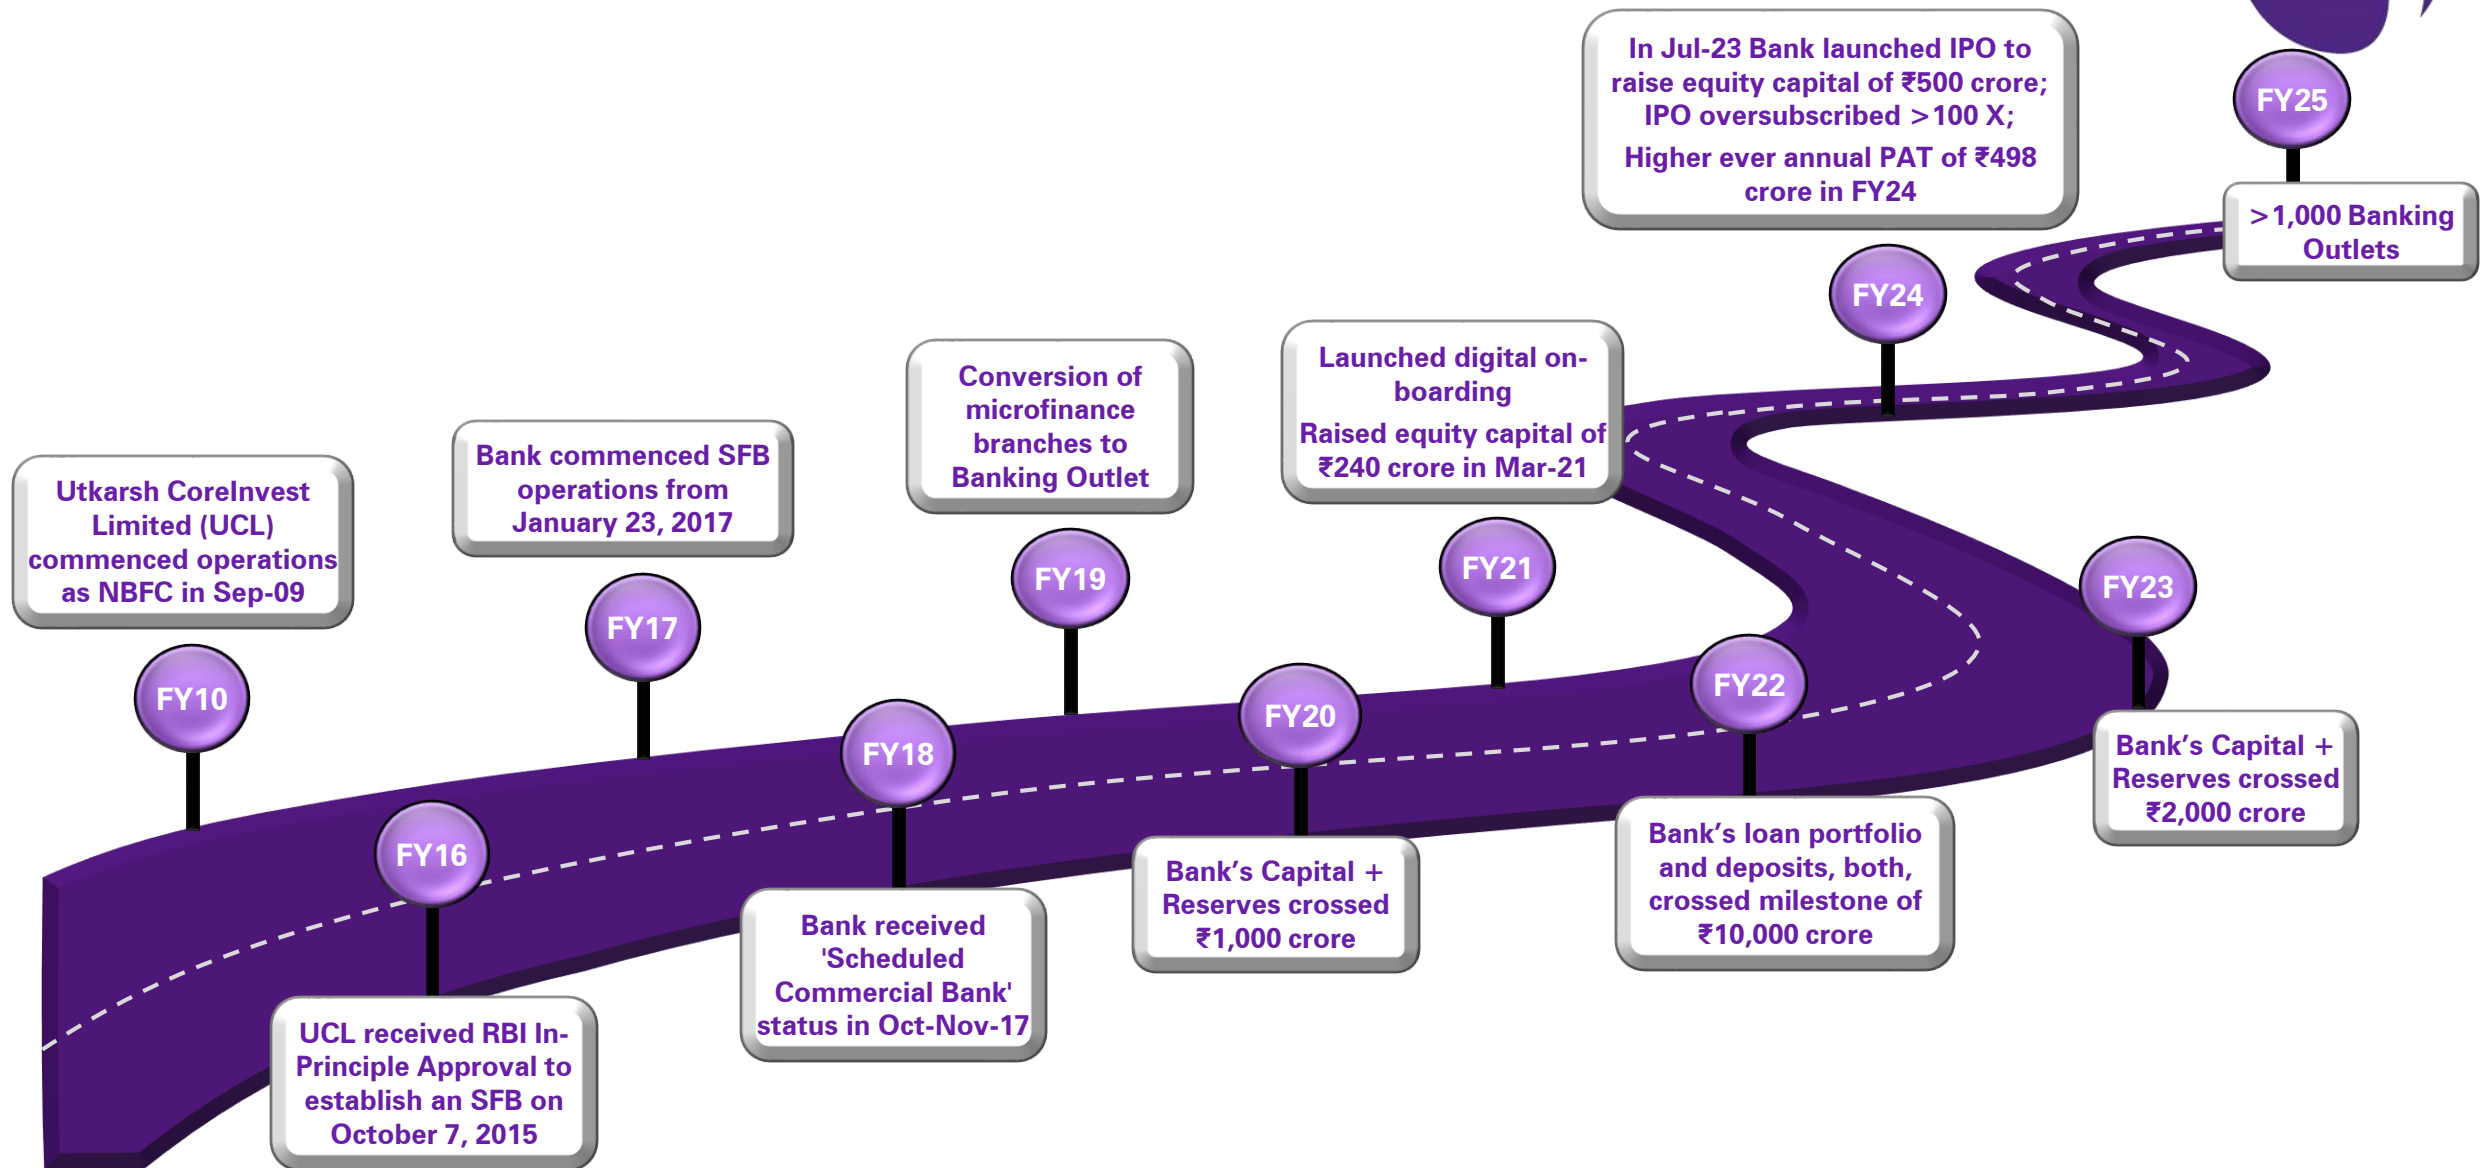 Utkarsh CoreInvest
Limited (UCL)
commenced operations
as NBFC in Sep-09
FY10
FY16
UCL received RBI In-
Principle Approval to
establish an SFB on
October 7, 2015
Bank commenced SFB
operations from
January 23, 2017
FY17
FY18
Bank received
'Scheduled
Commercial Bank'
status in Oct-Nov-17
Conversion of
microfinance
branches to
Banking Outlet
FY19
FY20
Bank’s Capital +
Reserves crossed
₹1,000 crore
Launched digital on-
boarding
Raised equity capital of
₹240 crore in Mar-21
FY21
FY22
Bank’s loan portfolio
and deposits, both,
crossed milestone of
₹10,000 crore
FY23
Bank’s Capital +
Reserves crossed
₹2,000 crore
In Jul-23 Bank launched IPO to
raise equity capital of ₹500 crore;
IPO oversubscribed >100 X;
Higher ever annual PAT of ₹498
crore in FY24
FY24
FY25
>1,000 Banking
Outlets